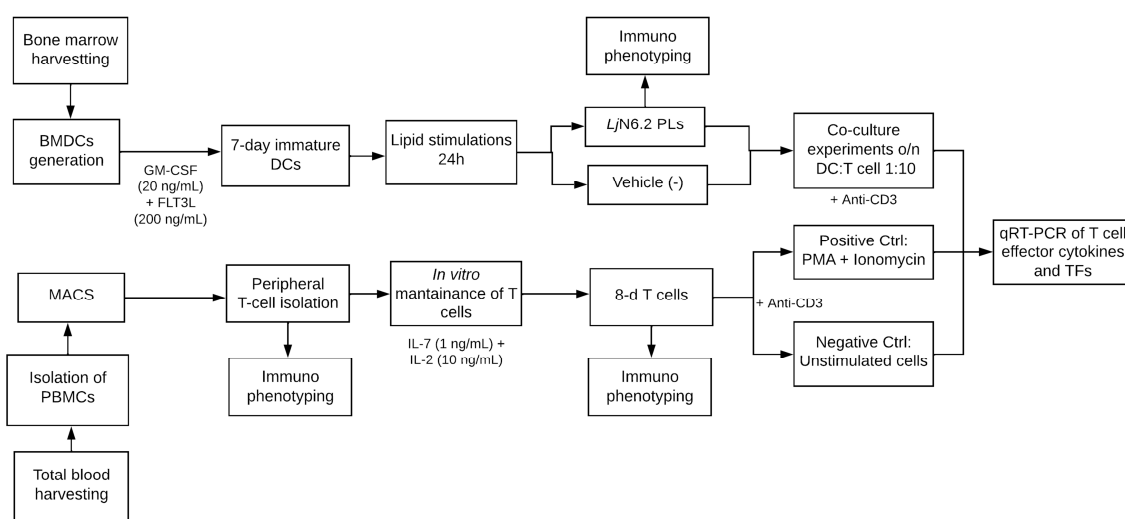 Bone marrow
harvestting
BMDCs
generation
GM-CSF
(20 ng/mL)
+ FLT3L
(200 ng/mL)
7-day immature
DCs
Lipid stimulations
24h
Immuno
phenotyping
LjN6.2 PLs
Vehicle (-)
Co-culture
experiments o/n
DC:T cell 1:10
+ Anti-CD3
Total blood
harvesting
Isolation of
PBMCs
MACS
Peripheral
T-cell isolation
Immuno
phenotyping
In vitro
mantainance of T
cells
IL-7 (1 ng/mL) +
IL-2 (10 ng/mL)
8-d T cells
Immuno
phenotyping
+ Anti-CD3
Positive Ctrl:
PMA + Ionomycin
Negative Ctrl:
Unstimulated cells
qRT-PCR of T cell
effector cytokines
and TFs